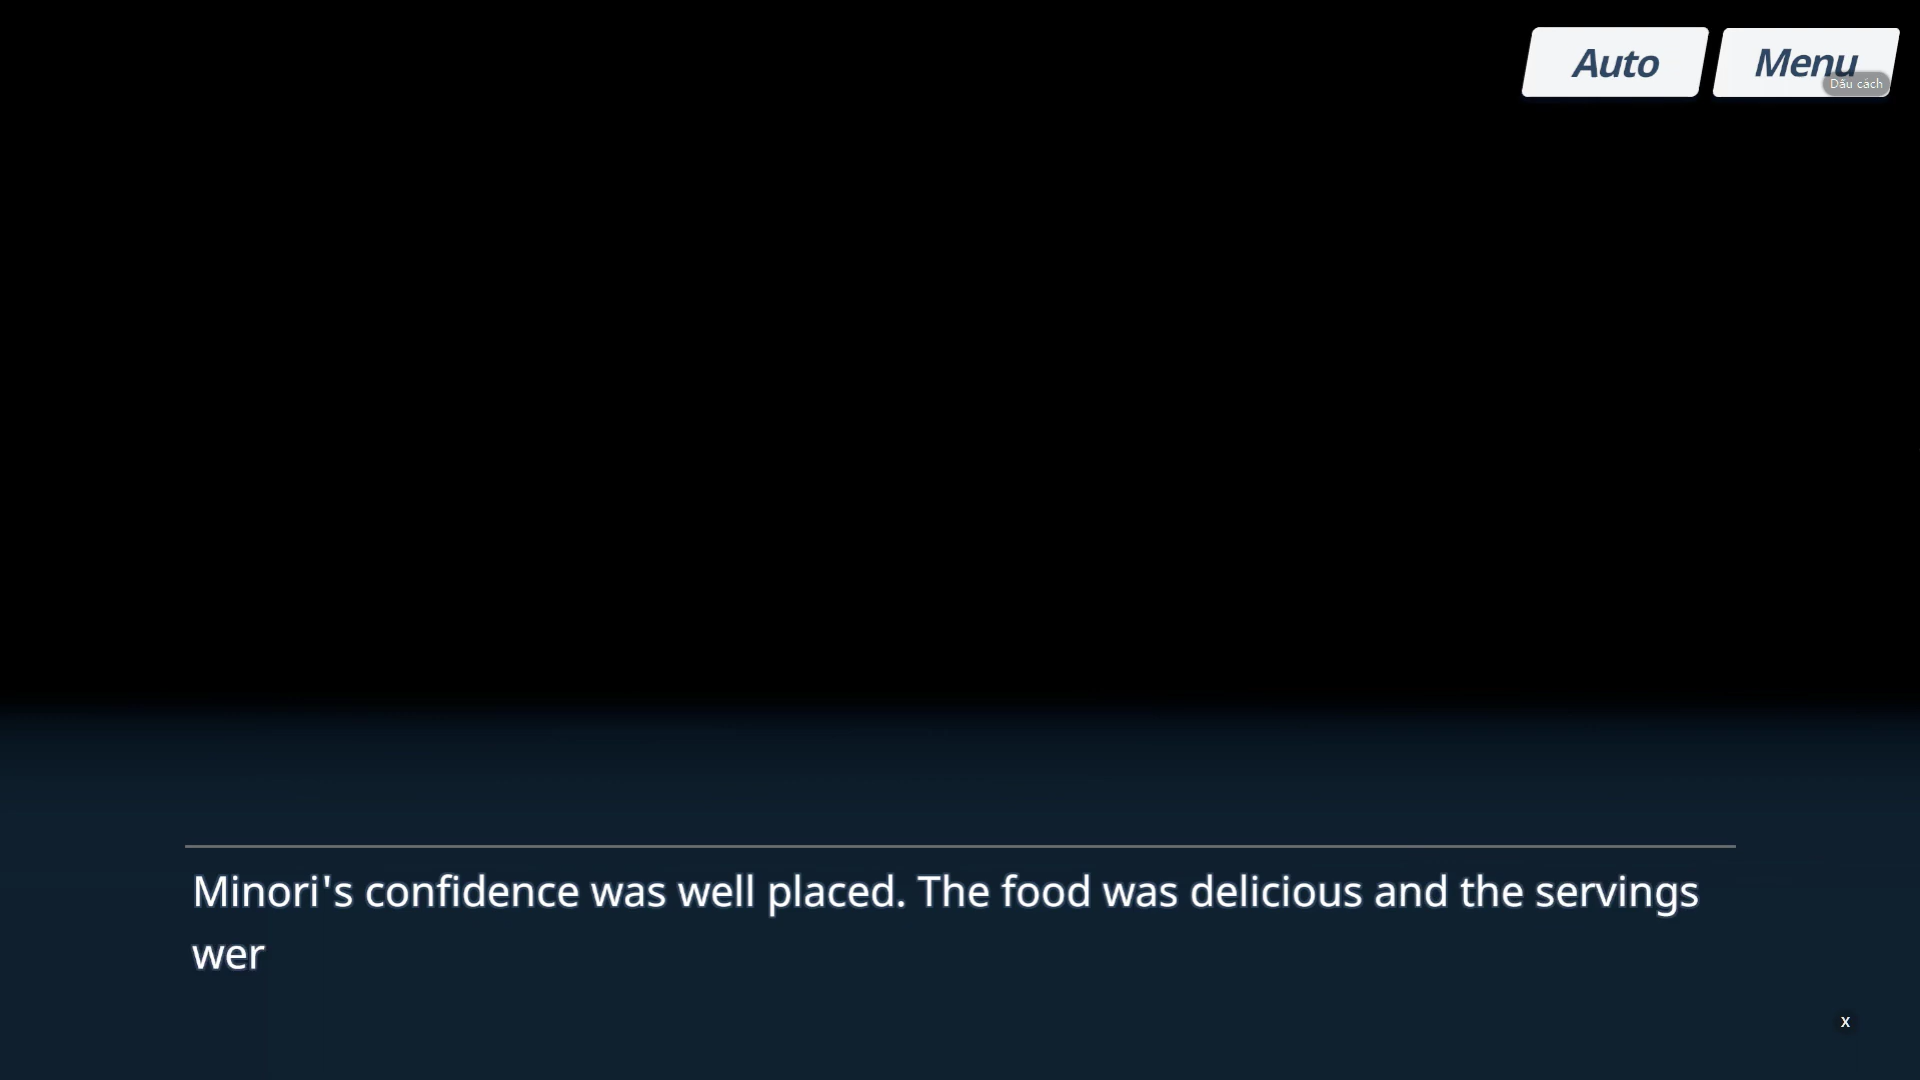 Auto
Menu
Dấu cách
Minori's confidence was well placed. The food was delicious and the servings
wer
x